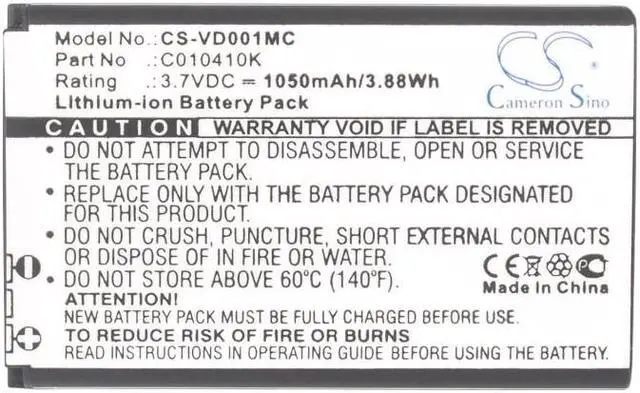 Model No.: CS-VD001MC
Part No : C010410K
Rating : 3.7VDC ⎓ 1050mAh/3.88Wh
Lithium-ion Battery Pack
CS
Cameron Sino
CAUTION WARRANTY VOID IF LABEL IS REMOVED
• DO NOT ATTEMPT TO DISASSEMBLE, OPEN OR SERVICE
THE BATTERY PACK.
• REPLACE ONLY WITH THE BATTERY PACK DESIGNATED
FOR THIS PRODUCT.
• DO NOT CRUSH, PUNCTURE, SHORT EXTERNAL CONTACTS
OR DISPOSE OF IN FIRE OR WATER.
• DO NOT STORE ABOVE 60°C (140°F).
CE
Made In China
ATTENTION!
NEW BATTERY PACK MUST BE FULLY CHARGED BEFORE USE
TO REDUCE RISK OF FIRE OR BURNS
READ INSTRUCTIONS IN OPERATING GUIDE CAREFULLY